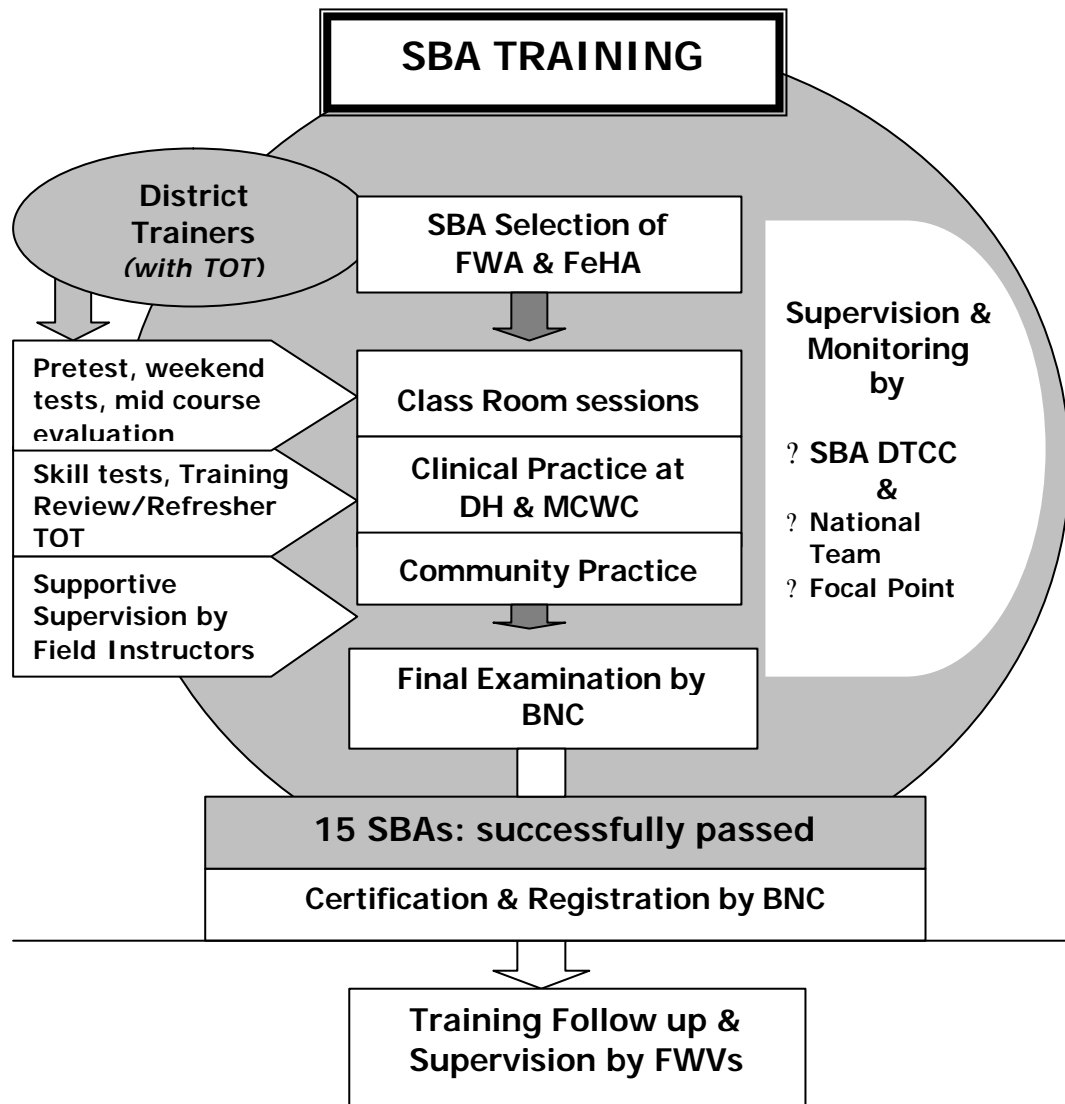 SBA TRAINING
District
Trainers
(with TOT)
SBA Selection of
FWA & FeHA
Supervision &
Monitoring
by
? SBA DTCC
&
? National
Team
? Focal Point
Pretest, weekend
tests, mid course
evaluation
Class Room sessions
Skill tests, Training
Review/Refresher
TOT
Clinical Practice at
DH & MCWC
Supportive
Supervision by
Field Instructors
Community Practice
Final Examination by
BNC
15 SBAs: successfully passed
Certification & Registration by BNC
Training Follow up &
Supervision by FWVs